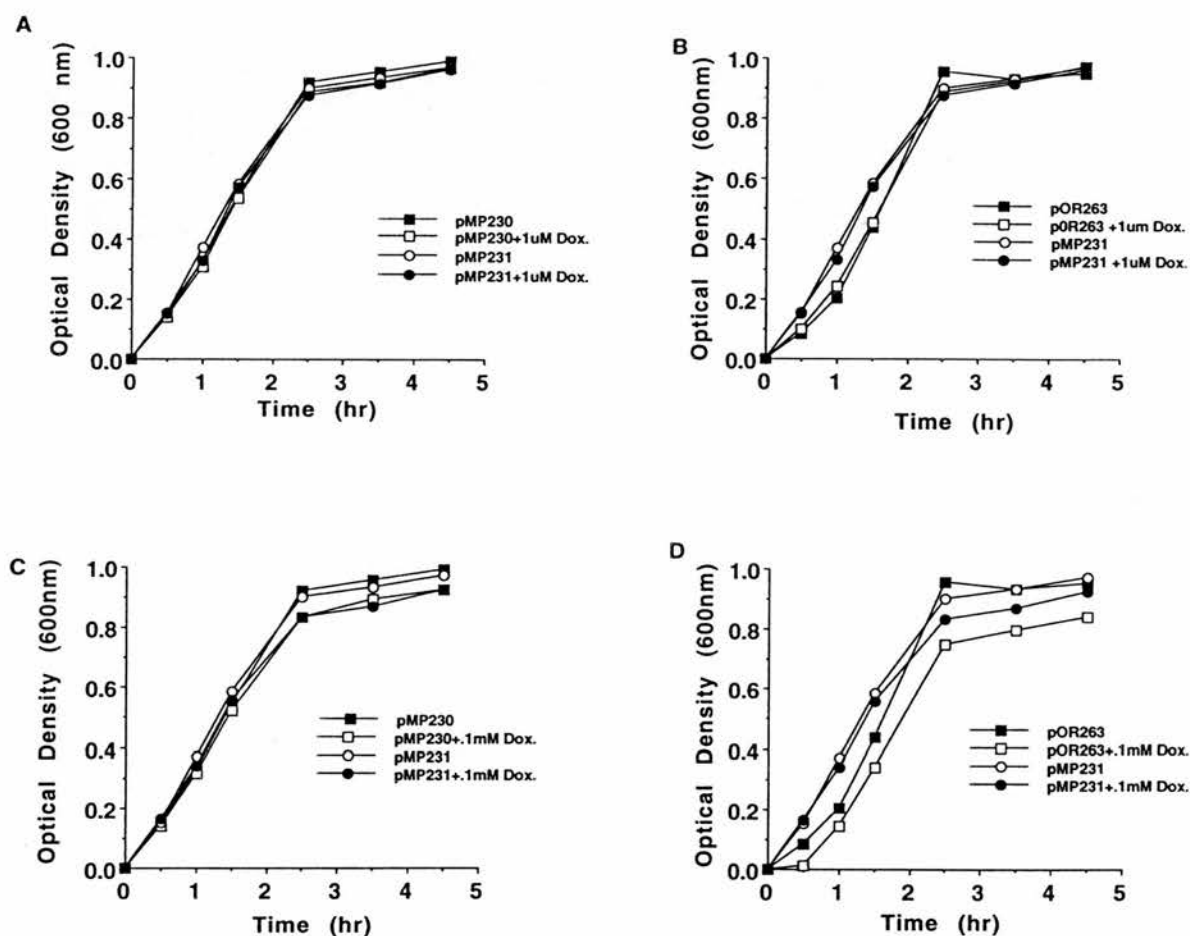 A
Optical Density (600 nm)
1.0
0.8
0.6
0.4
0.2
0.0
0 1 2 3 4 5
Time (hr)
pMP230
pMP230+1uM Dox.
pMP231
pMP231+1uM Dox.
B
Optical Density (600nm)
1.0
0.8
0.6
0.4
0.2
0.0
0 1 2 3 4 5
Time (hr)
pOR263
p0R263 +1um Dox.
pMP231
pMP231 +1uM Dox.
C
Optical Density (600nm)
1.0
0.8
0.6
0.4
0.2
0.0
0 1 2 3 4 5
Time (hr)
pMP230
pMP230+.1mM Dox.
pMP231
pMP231+.1mM Dox.
D
Optical Density (600nm)
1.0
0.8
0.6
0.4
0.2
0.0
0 1 2 3 4 5
Time (hr)
pOR263
pOR263+.1mM Dox.
pMP231
pMP231+.1mM Dox.